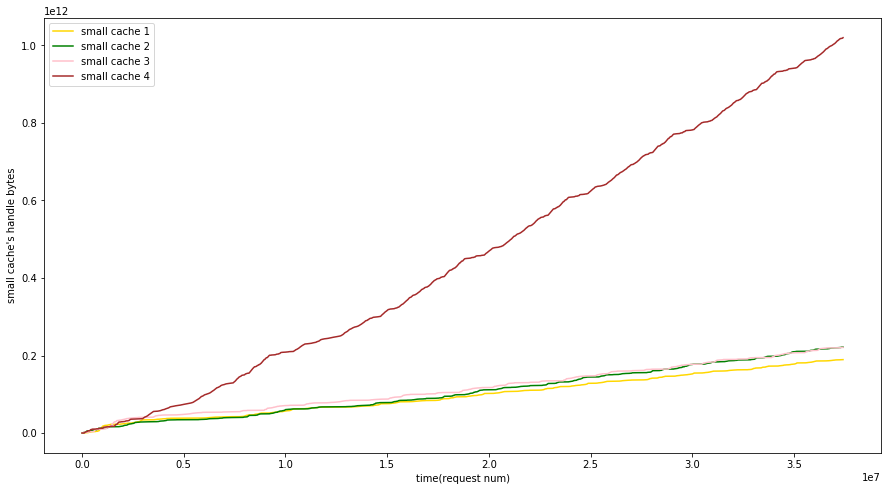 1e12
small cache 1
small cache 2
small cache 3
small cache 4
1.0
0.8
0.6
0.4
0.2
0.0
small cache's handle bytes
0.0 0.5 1.0 1.5 2.0 2.5 3.0 3.5
1e7
time(request num)